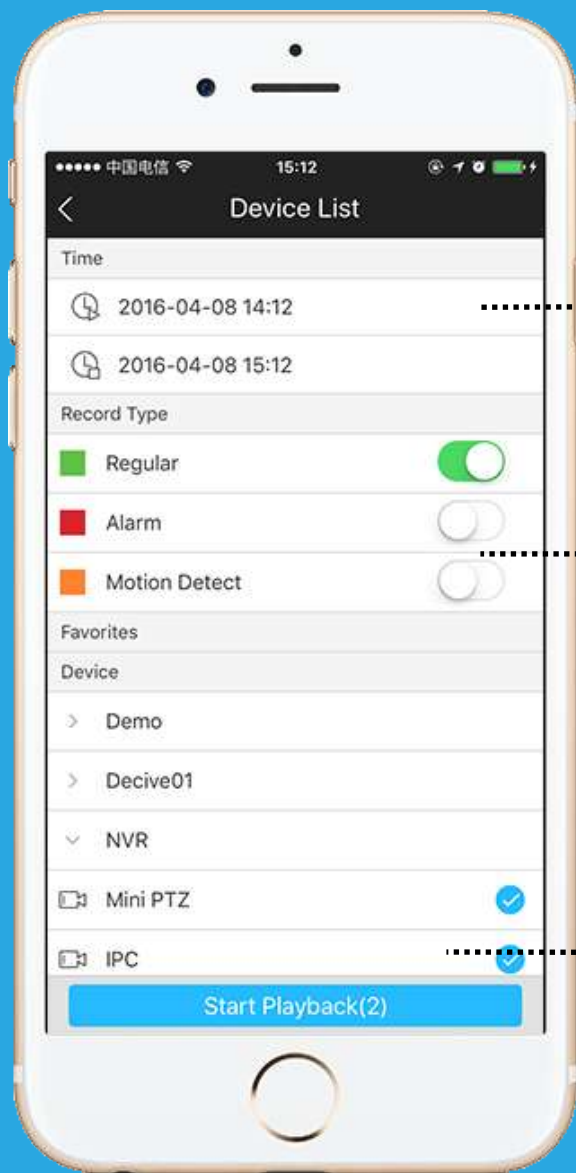 中国电信 15:12
Device List
Time
2016-04-08 14:12
2016-04-08 15:12
Record Type
Regular
Alarm
Motion Detect
Favorites
Device
Demo
Decive01
NVR
Mini PTZ
IPC
Start Playback(2)